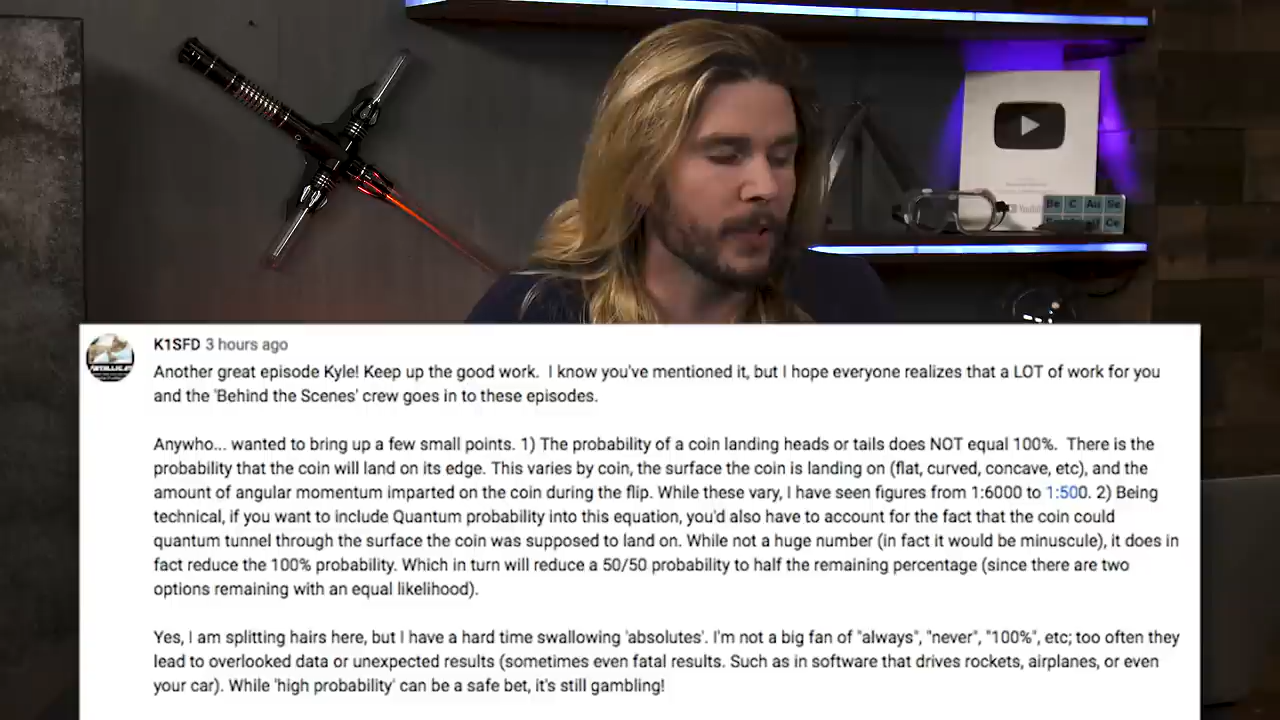 Be C Au Se
K1SFD 3 hours ago
Another great episode Kyle! Keep up the good work. I know you've mentioned it, but I hope everyone realizes that a LOT of work for you
and the 'Behind the Scenes' crew goes in to these episodes.
Anywho... wanted to bring up a few small points. 1) The probability of a coin landing heads or tails does NOT equal 100%. There is the
probability that the coin will land on its edge. This varies by coin, the surface the coin is landing on (flat, curved, concave, etc), and the
amount of angular momentum imparted on the coin during the flip. While these vary, I have seen figures from 1:6000 to 1:500. 2) Being
technical, if you want to include Quantum probability into this equation, you'd also have to account for the fact that the coin could
quantum tunnel through the surface the coin was supposed to land on. While not a huge number (in fact it would be minuscule), it does in
fact reduce the 100% probability. Which in turn will reduce a 50/50 probability to half the remaining percentage (since there are two
options remaining with an equal likelihood).
Yes, I am splitting hairs here, but I have a hard time swallowing 'absolutes'. I'm not a big fan of "always", "never", "100%", etc; too often they
lead to overlooked data or unexpected results (sometimes even fatal results. Such as in software that drives rockets, airplanes, or even
your car). While 'high probability' can be a safe bet, it's still gambling!